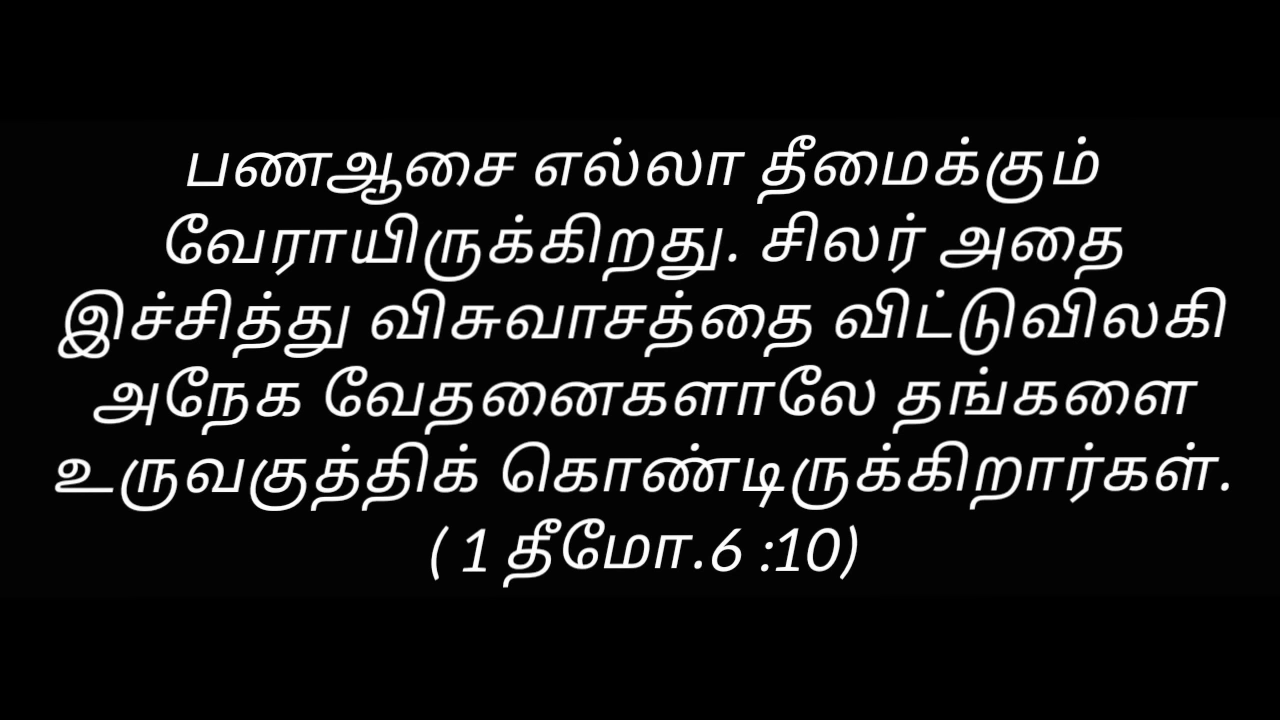 பணஆசை எல்லா தீமைக்கும்
வேராயிருக்கிறது. சிலர் அதை
இச்சித்து விசுவாசத்தை விட்டுவிலகி
அநேக வேதனைகளாலே தங்களை
உருவகுத்திக் கொண்டிருக்கிறார்கள்.
( 1 தீமோ.6 :10)